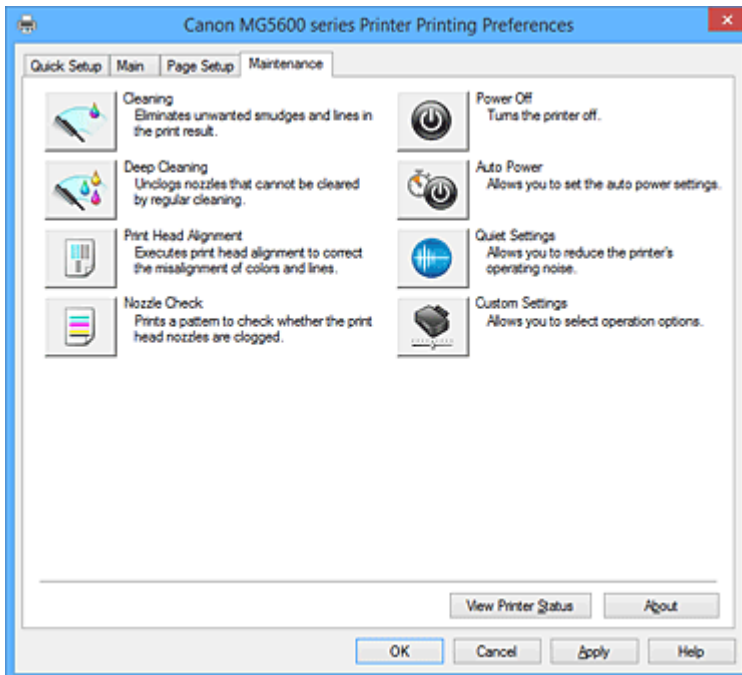 Canon MG5600 series Printer Printing Preferences
Quick Setup Main Page Setup Maintenance
Cleaning
Eliminates unwanted smudges and lines in
the print result.
Deep Cleaning
Unclogs nozzles that cannot be cleared
by regular cleaning.
Print Head Alignment
Executes print head alignment to correct
the misalignment of colors and lines.
Nozzle Check
Prints a pattern to check whether the print
head nozzles are clogged.
Power Off
Turns the printer off.
Auto Power
Allows you to set the auto power settings.
Quiet Settings
Allows you to reduce the printer's
operating noise.
Custom Settings
Allows you to select operation options.
View Printer Status About
OK Cancel Apply Help